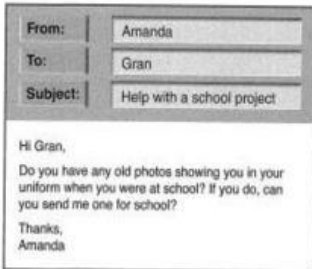 From: Amanda
To: Gran
Subject: Help with a school project
Hi Gran,
Do you have any old photos showing you in your
uniform when you were at school? If you do, can
you send me one for school?
Thanks,
Amanda